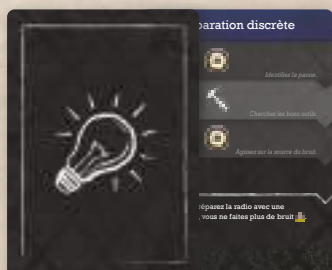 paration discrète
Identifiez la panne.
Cherchez les bons outils.
Agissez sur la source du bruit.
réparez la radio avec une
, vous ne faites plus de bruit